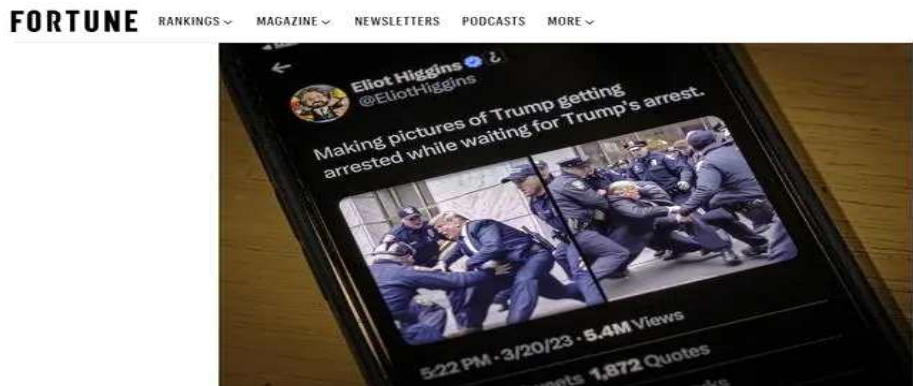 FORTUNE RANKINGS MAGAZINE NEWSLETTERS PODCASTS MORE
Eliot Higgins
@EliotHiggins
Making pictures of Trump getting
arrested while waiting for Trump's arrest.
5:22 PM · 3/20/23 · 5.4M Views
1,872 Quotes